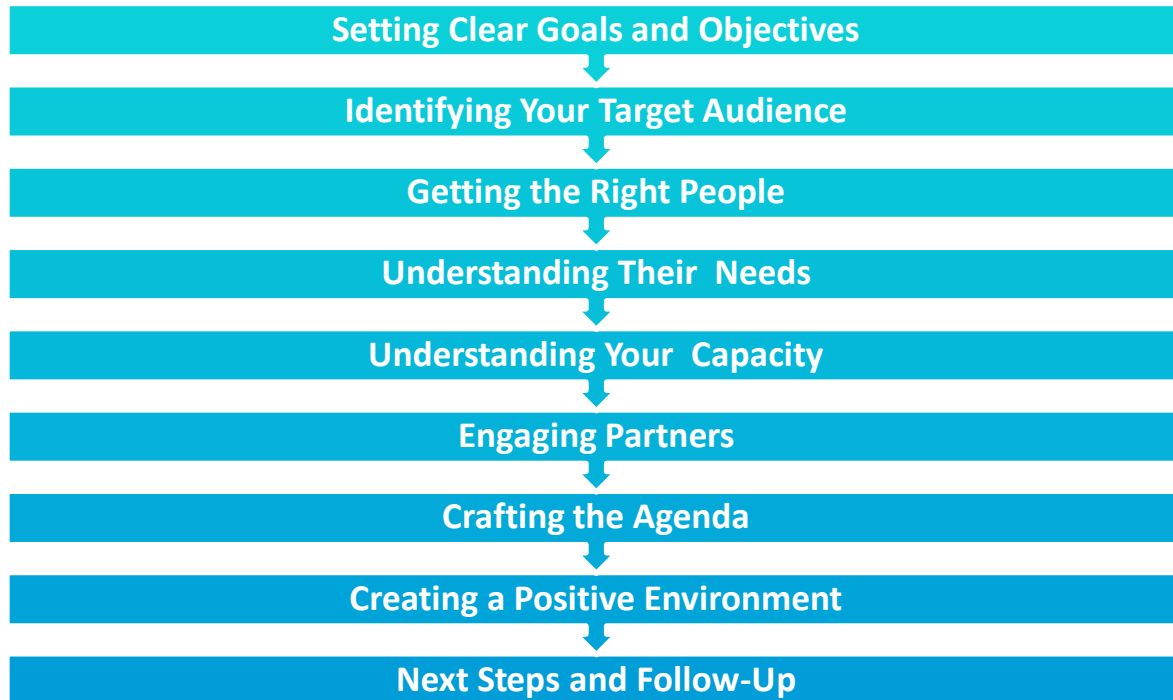 Setting Clear Goals and Objectives
Identifying Your Target Audience
Getting the Right People
Understanding Their  Needs
Understanding Your  Capacity
Engaging Partners
Crafting the Agenda
Creating a Positive Environment
Next Steps and Follow-Up